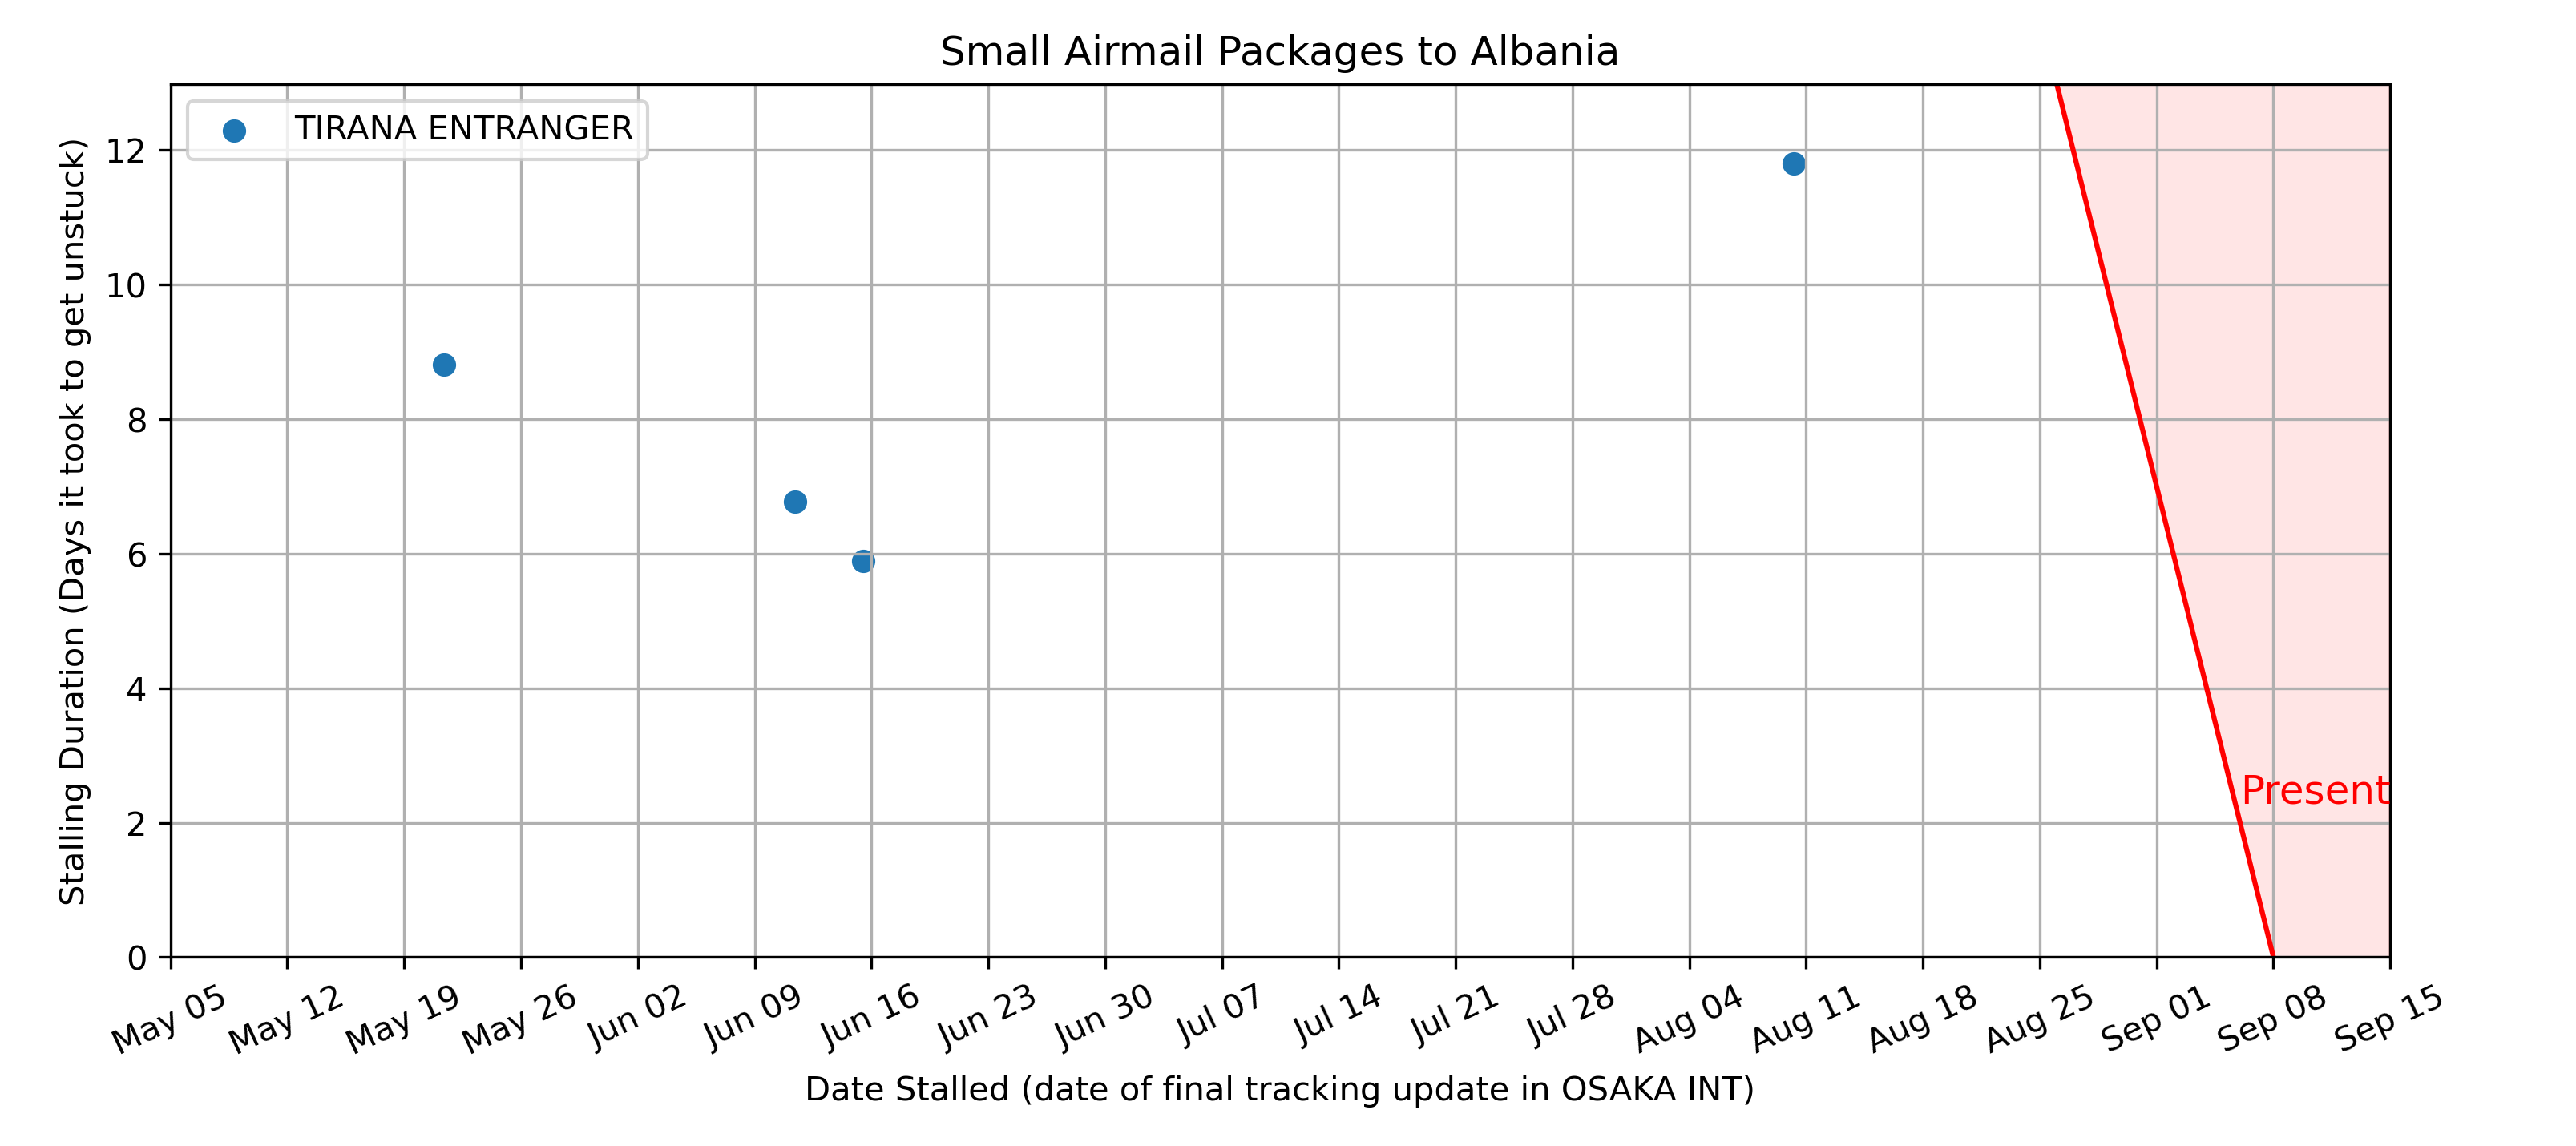 Small Airmail Packages to Albania
TIRANA ENTRANGER
Stalling Duration (Days it took to get unstuck)
12
10
8
6
4
2
0
Present
May 05
May 12
May 19
May 26
Jun 02
Jun 09
Jun 16
Jun 23
Jun 30
Jul 07
Jul 14
Jul 21
Jul 28
Aug 04
Aug 11
Aug 18
Aug 25
Sep 01
Sep 08
Sep 15
Date Stalled (date of final tracking update in OSAKA INT)